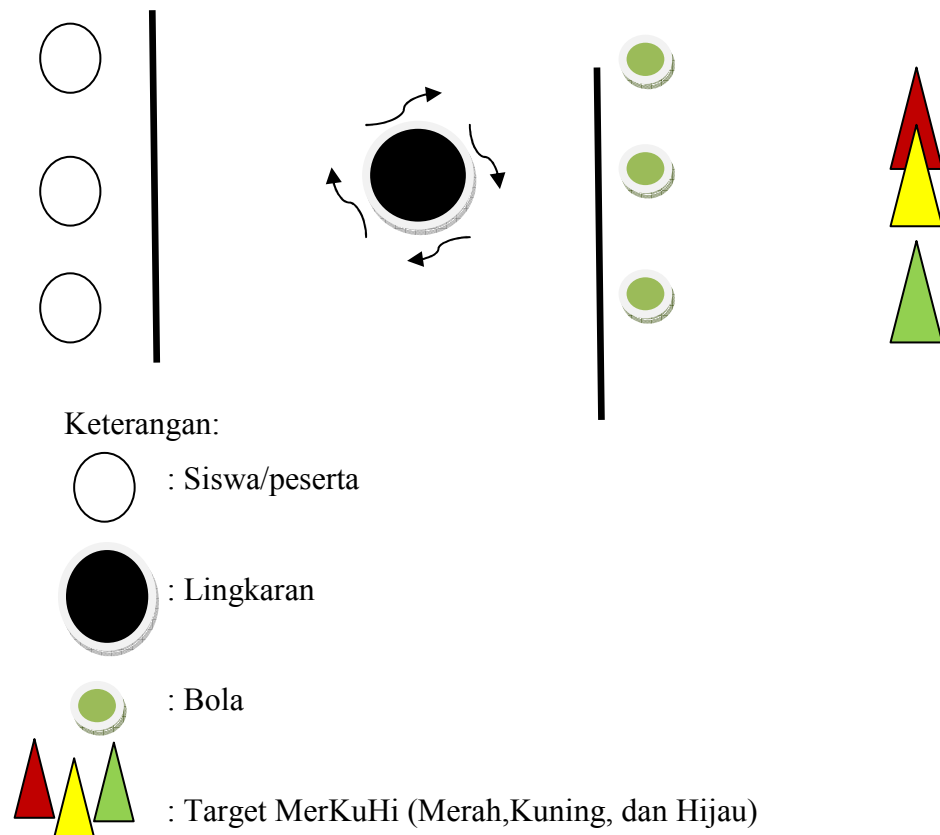 Keterangan:
: Siswa/peserta
: Lingkaran
: Bola
: Target MerKuHi (Merah,Kuning, dan Hijau)